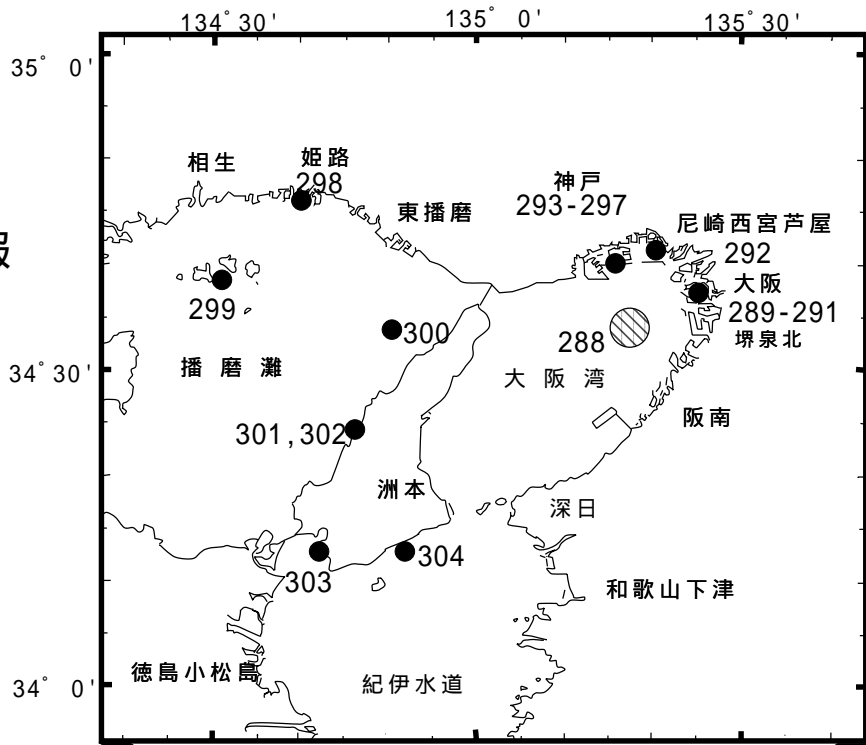 134°30'
135°0'
135°30'
35°0'
相生
姫路
298
神戸
293-297
東播磨
尼崎西宮芦屋
292
報
大阪
289-291
299
300
288
堺泉北
34°30'
播磨灘
大阪湾
阪南
301,302
洲本
深日
304
303
和歌山下津
徳島小松島
紀伊水道
34°0'